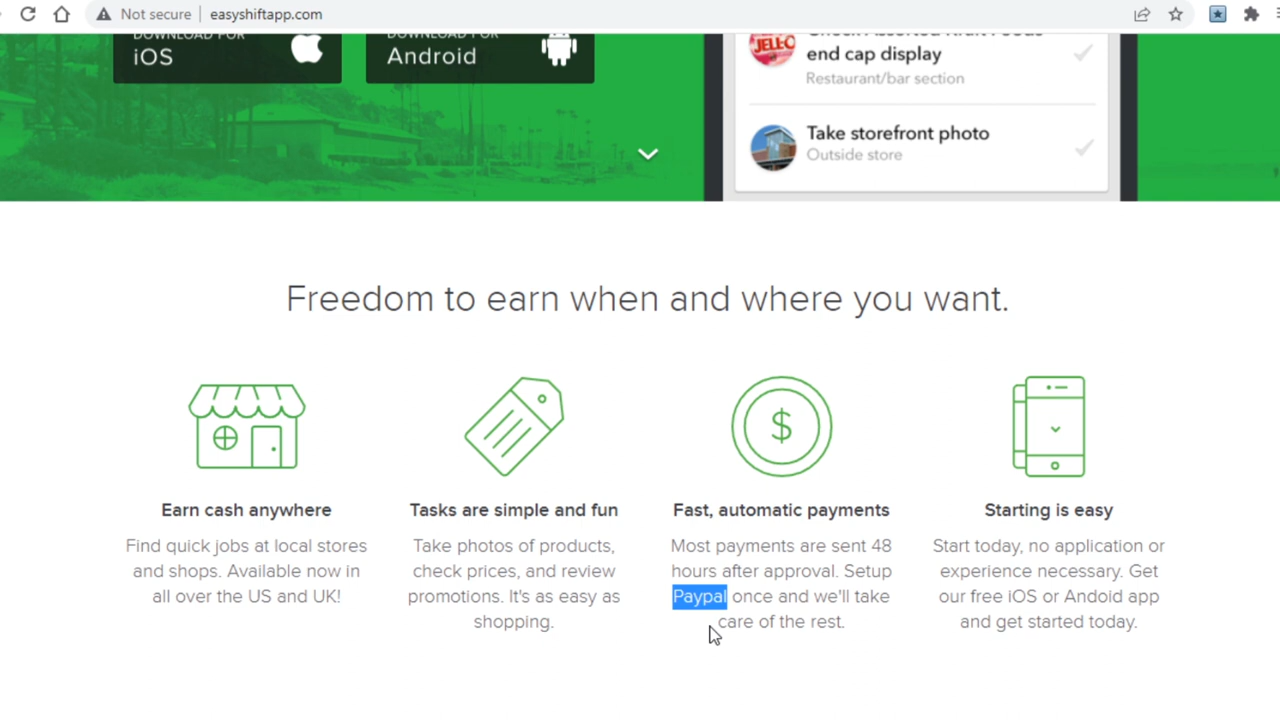 Not secure easyshiftapp.com
DOWNLOAD FOR
iOS
DOWNLOAD FOR
Android
JELL-O
end cap display
Restaurant/bar section
Take storefront photo
Outside store
Freedom to earn when and where you want.
Earn cash anywhere
Find quick jobs at local stores
and shops. Available now in
all over the US and UK!
Tasks are simple and fun
Take photos of products,
check prices, and review
promotions. It's as easy as
shopping.
$
Fast, automatic payments
Most payments are sent 48
hours after approval. Setup
Paypal once and we'll take
care of the rest.
Starting is easy
Start today, no application or
experience necessary. Get
our free iOS or Andoid app
and get started today.